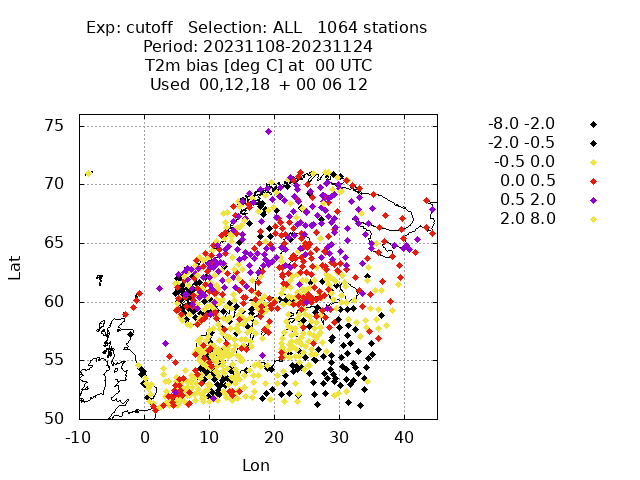 Exp: cutoff   Selection: ALL   1064 stations
Period: 20231108-20231124
T2m bias [deg C] at  00 UTC
Used  00,12,18  + 00 06 12
-8.0 -2.0
-2.0 -0.5
-0.5 0.0
0.0 0.5
0.5 2.0
2.0 8.0
75
70
65
60
55
50
Lat
-10 0 10 20 30 40
Lon